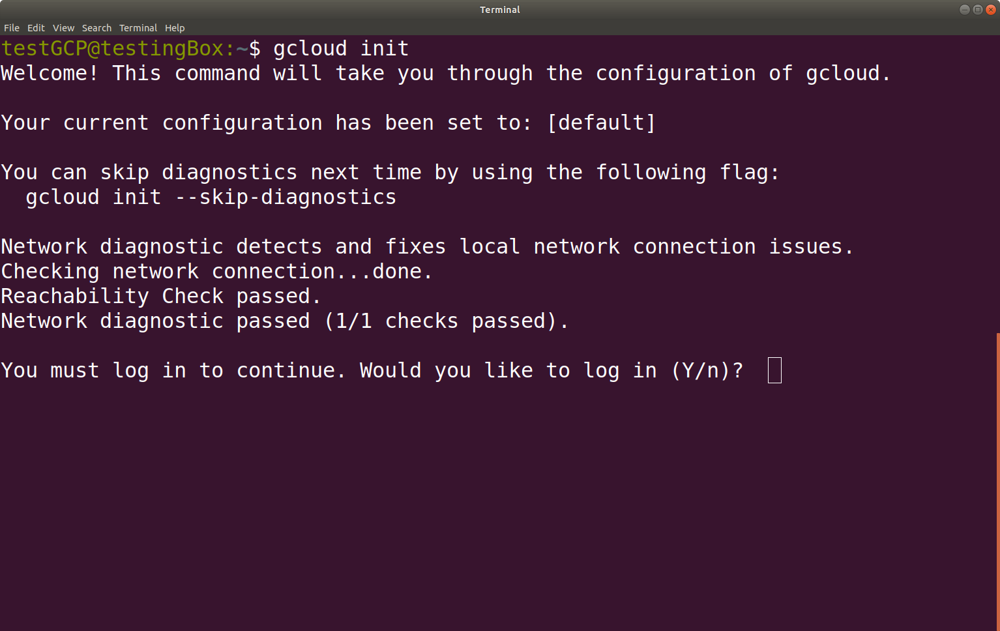 Terminal
File Edit View Search Terminal Help
testGCP@testingBox:~$ gcloud init
Welcome! This command will take you through the configuration of gcloud.
Your current configuration has been set to: [default]
You can skip diagnostics next time by using the following flag:
  gcloud init --skip-diagnostics
Network diagnostic detects and fixes local network connection issues.
Checking network connection...done.
Reachability Check passed.
Network diagnostic passed (1/1 checks passed).
You must log in to continue. Would you like to log in (Y/n)?